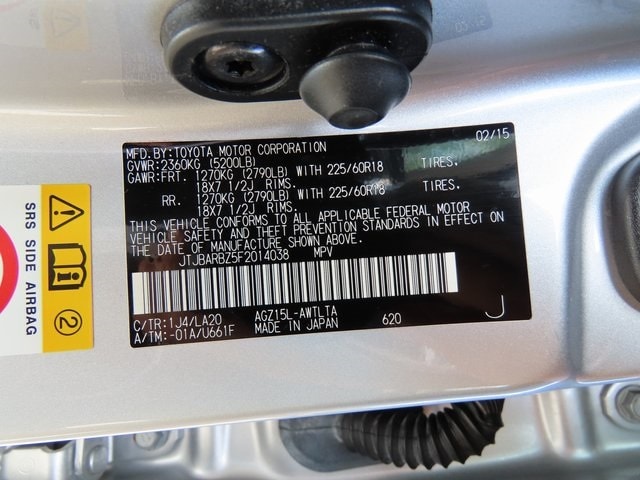 MFD.BY:TOYOTA MOTOR CORPORATION 02/15
GVWR:2360KG (5200LB)
GAWR:FRT. 1270KG (2790LB) WITH 225/60R18 TIRES.
18X7 1/2J RIMS.
RR. 1270KG (2790LB) WITH 225/60R18 TIRES.
18X7 1/2J RIMS.
THIS VEHICLE CONFORMS TO ALL APPLICABLE FEDERAL MOTOR
VEHICLE SAFETY AND THEFT PREVENTION STANDARDS IN EFFECT ON
THE DATE OF MANUFACTURE SHOWN ABOVE.
JTJBARBZ5F2014038 MPV
C/TR:1J4/LA20 AGZ15L-AWTLTA
A/TM:-01A/U661F MADE IN JAPAN 620
J
SRS SIDE AIRBAG
2